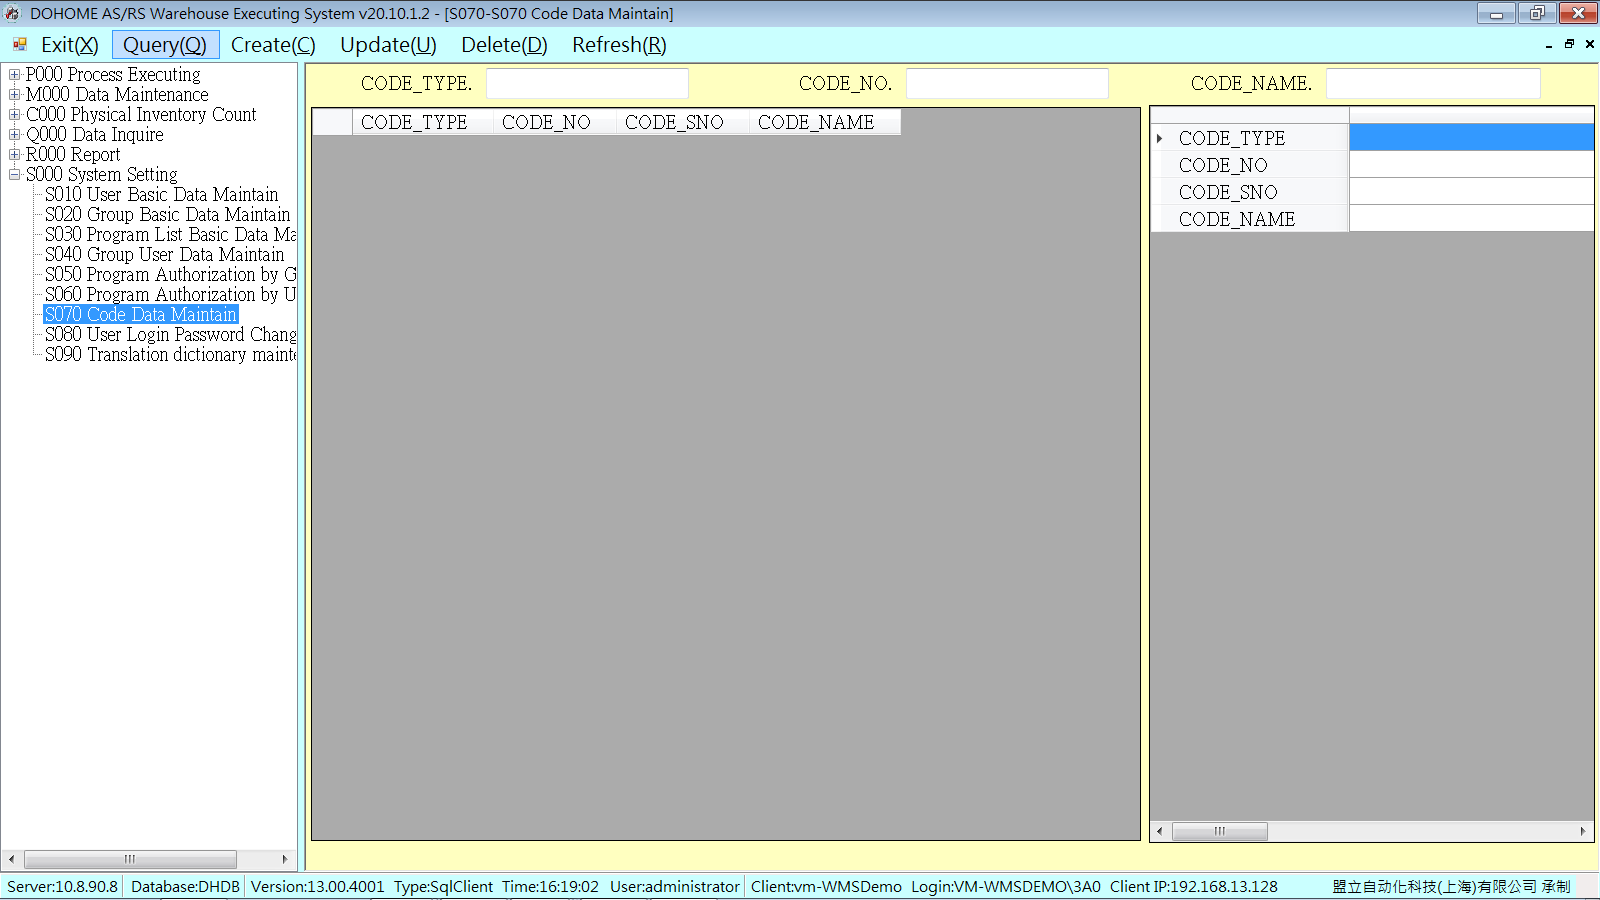 DOHOME AS/RS Warehouse Executing System v20.10.1.2 - [S070-S070 Code Data Maintain]
Exit(X) Query(Q) Create(C) Update(U) Delete(D) Refresh(R)
P000 Process Executing
M000 Data Maintenance
C000 Physical Inventory Count
Q000 Data Inquire
R000 Report
S000 System Setting
S010 User Basic Data Maintain
S020 Group Basic Data Maintain
S030 Program List Basic Data Ma
S040 Group User Data Maintain
S050 Program Authorization by G
S060 Program Authorization by U
S070 Code Data Maintain
S080 User Login Password Chang
S090 Translation dictionary mainte
CODE_TYPE. CODE_NO. CODE_NAME.
CODE_TYPE CODE_NO CODE_SNO CODE_NAME
CODE_TYPE
CODE_NO
CODE_SNO
CODE_NAME
Server:10.8.90.8 Database:DHDB Version:13.00.4001 Type:SqlClient Time:16:19:02 User:administrator Client:vm-WMSDemo Login:VM-WMSDEMO\3A0 Client IP:192.168.13.128 盟立自动化科技(上海)有限公司 承制